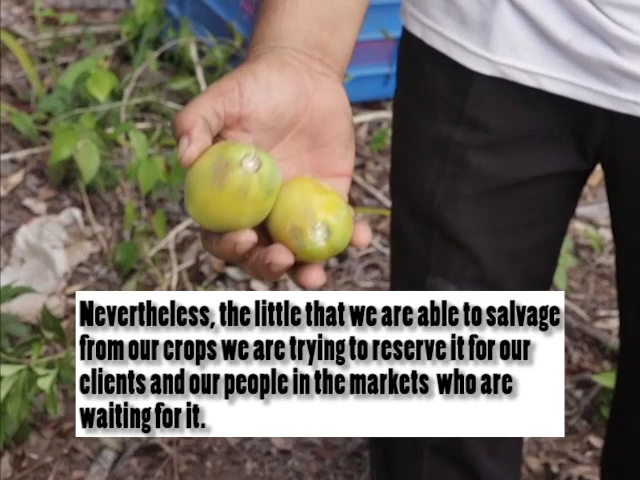 Nevertheless, the little that we are able to salvage
from our crops we are trying to reserve it for our
clients and our people in the markets who are
waiting for it.